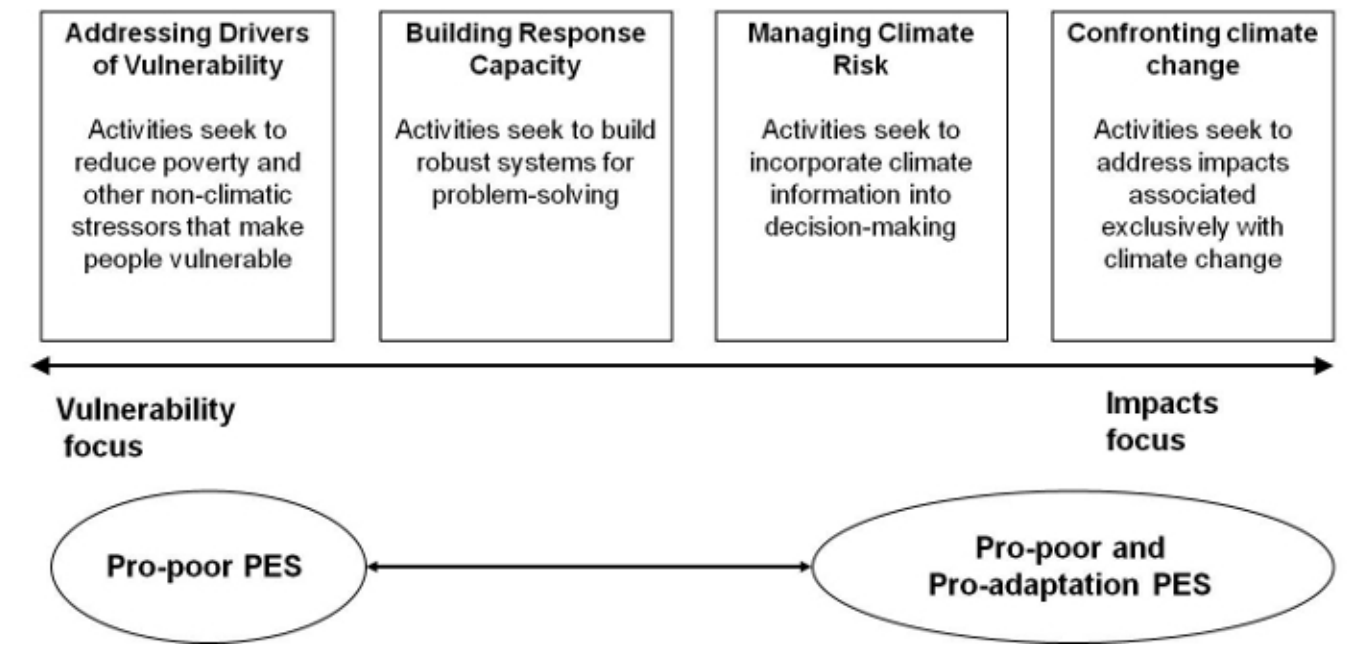 Addressing Drivers
of Vulnerability
Activities seek to
reduce poverty and
other non-climatic
stressors that make
people vulnerable
Building Response
Capacity
Activities seek to build
robust systems for
problem-solving
Managing Climate
Risk
Activities seek to
incorporate climate
information into
decision-making
Confronting climate
change
Activities seek to
address impacts
associated
exclusively with
climate change
Vulnerability
focus
Impacts
focus
Pro-poor PES
Pro-poor and
Pro-adaptation PES